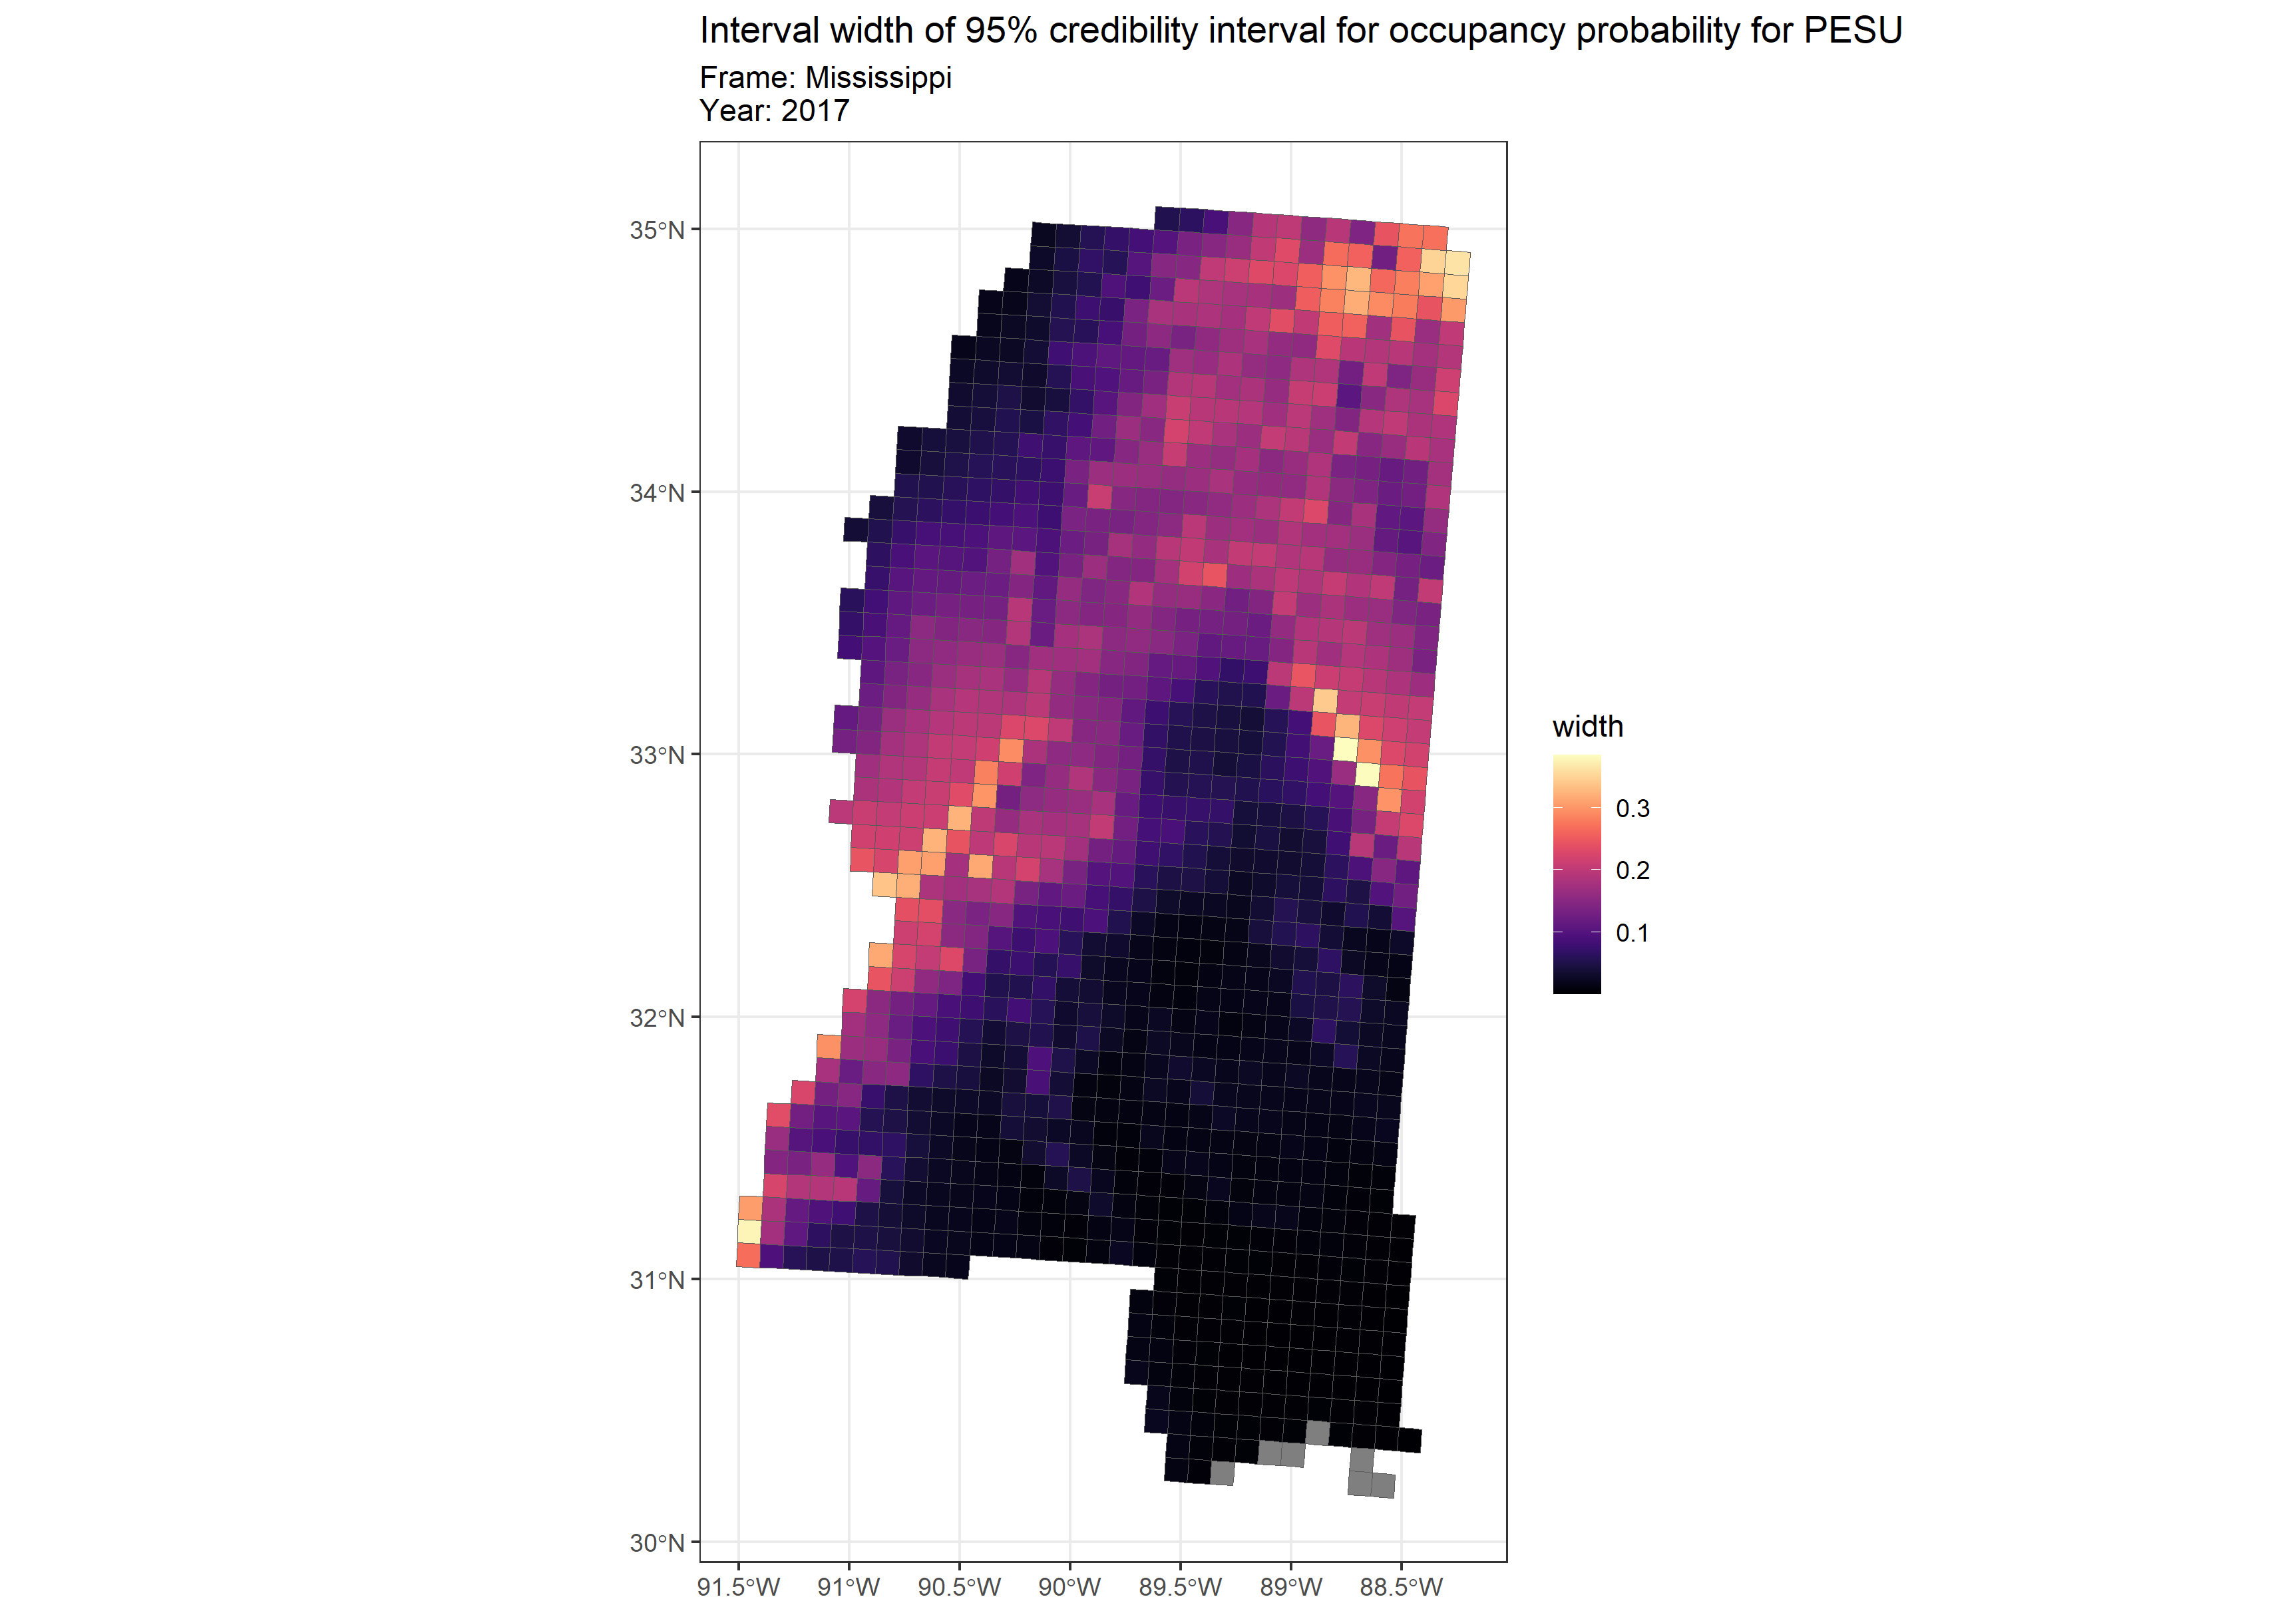 Interval width of 95% credibility interval for occupancy probability for PESU
Frame: Mississippi
Year: 2017
35°N
34°N
33°N
32°N
31°N
30°N
91.5°W 91°W 90.5°W 90°W 89.5°W 89°W 88.5°W
width
0.3
0.2
0.1